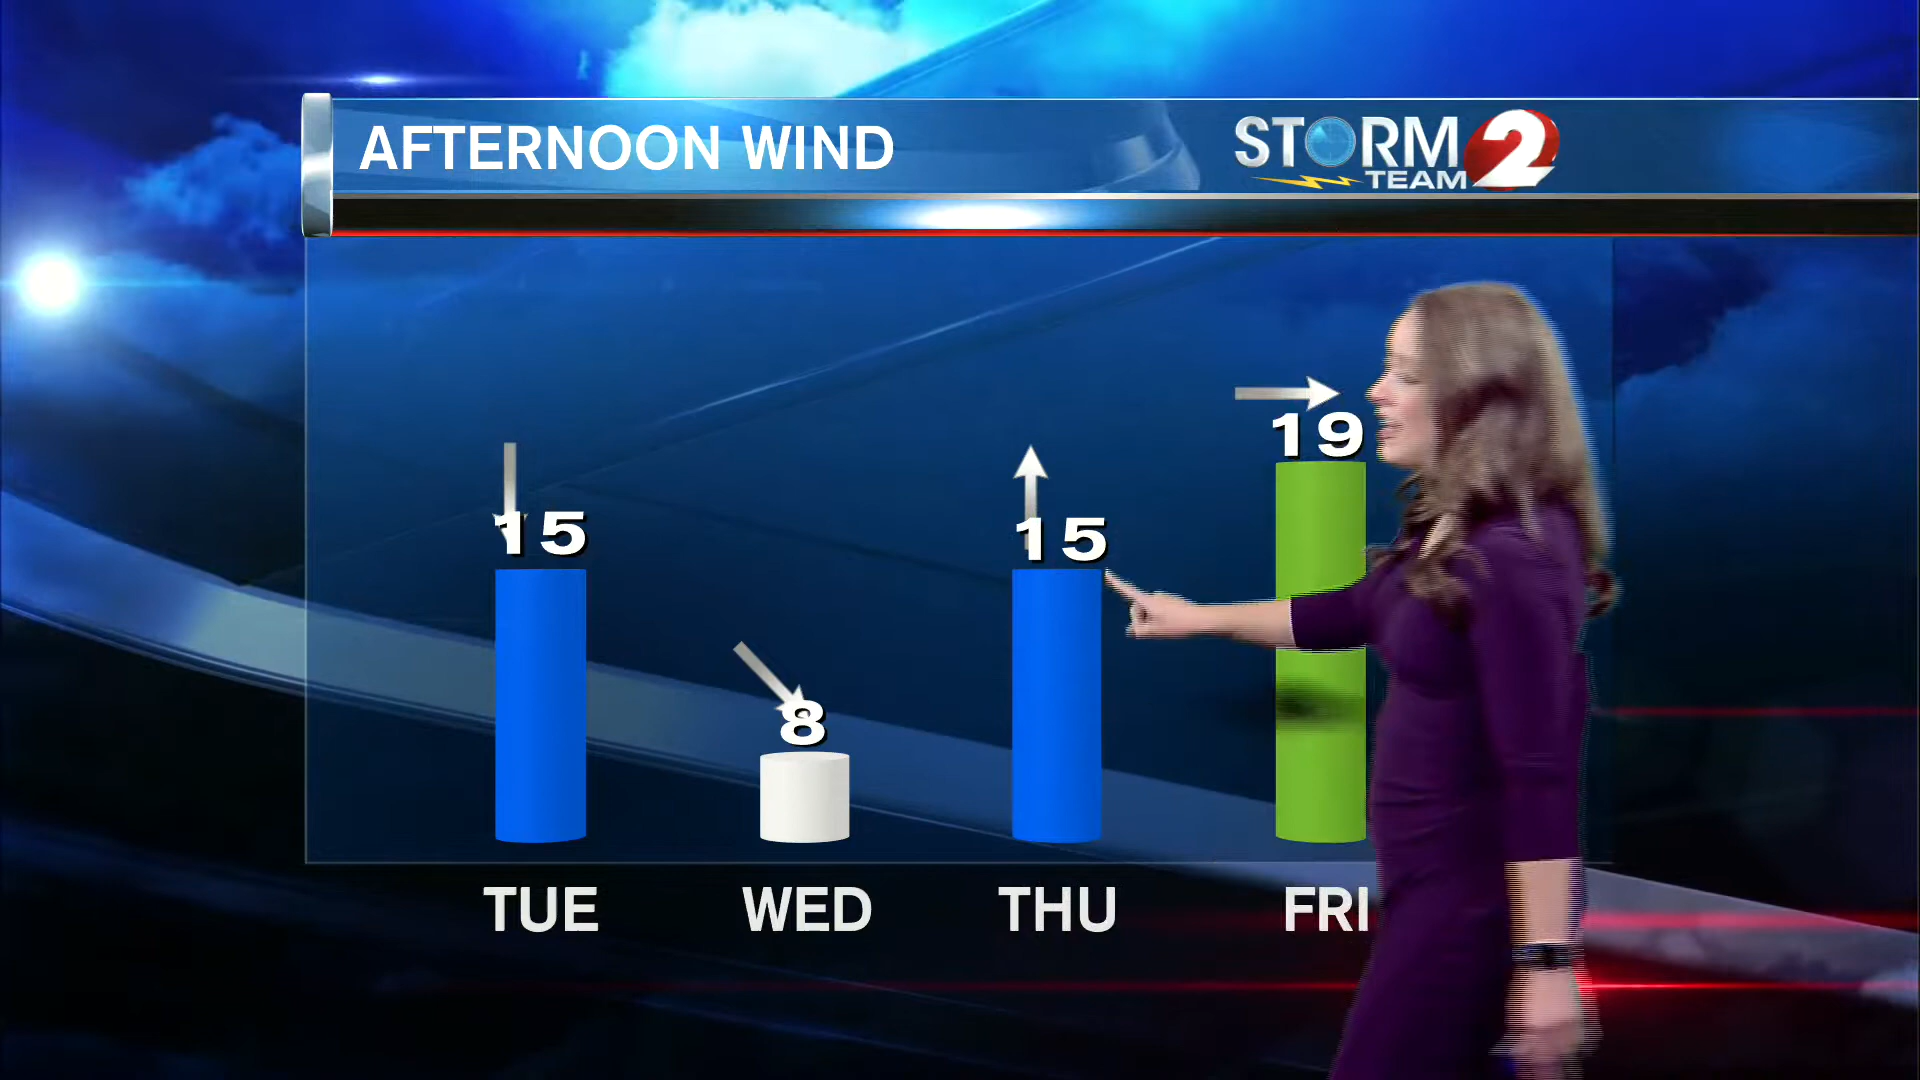 AFTERNOON WIND
STORM
TEAM 2
19
15
15
8
TUE WED THU FRI